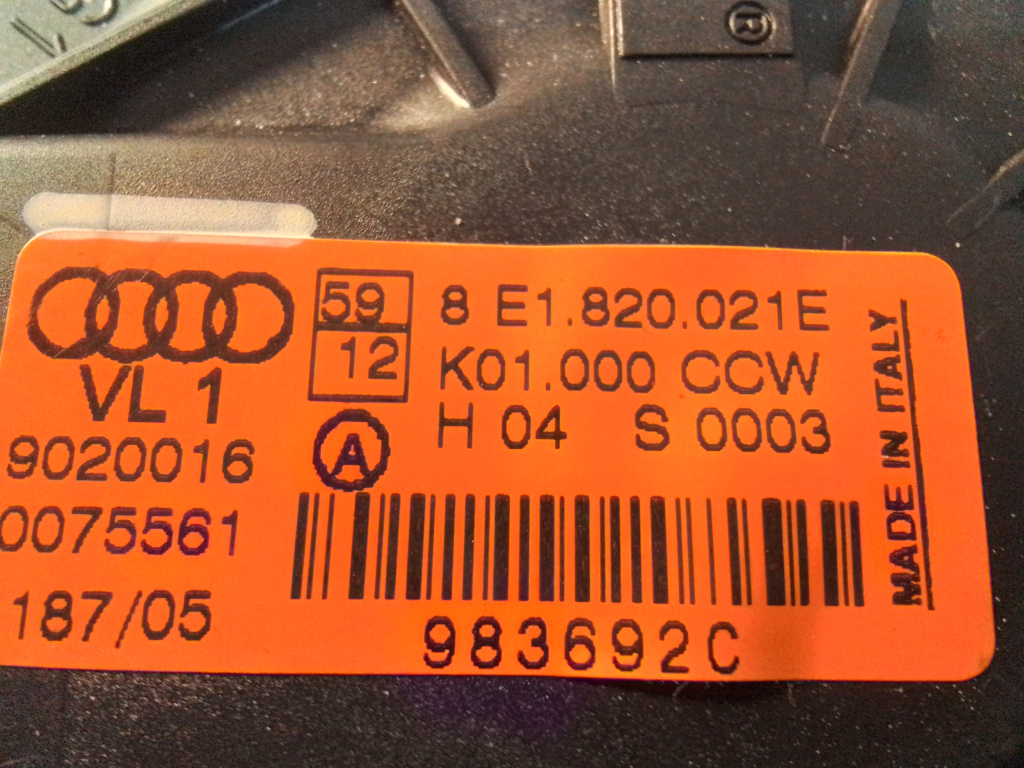 ®
59
12
8 E1.820.021E
K01.000 CCW
H 04 S 0003
VL 1
A
9020016
0075561
187/05
983692C
MADE IN ITALY